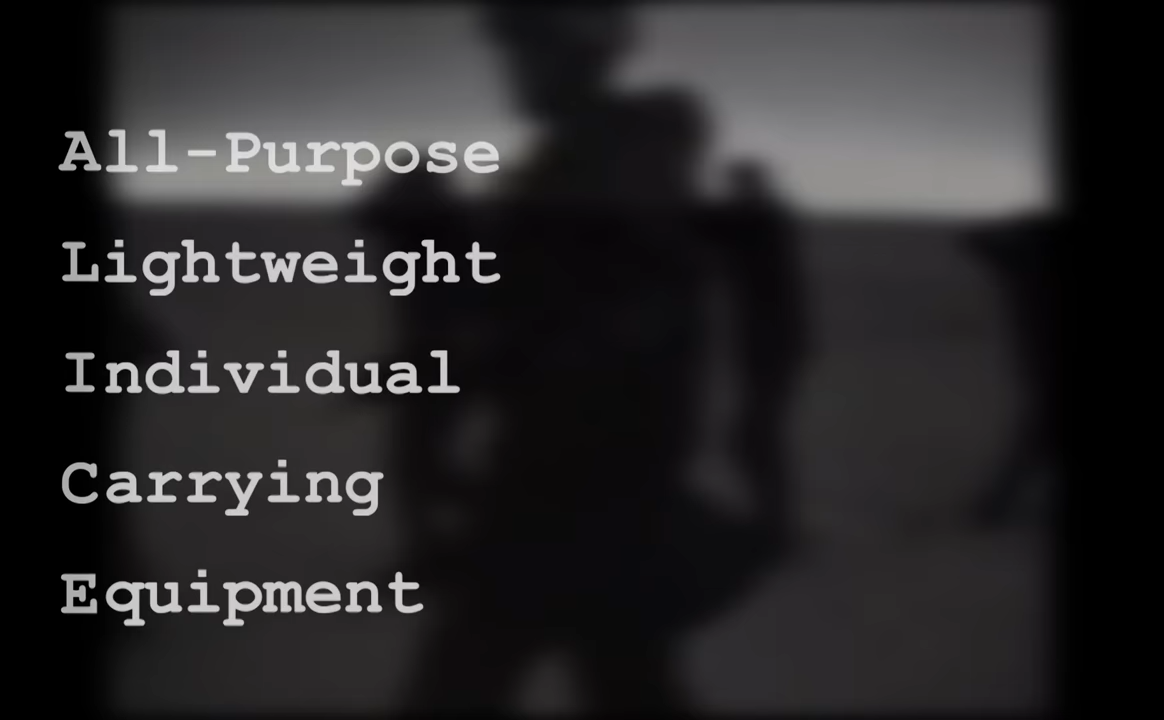 All-Purpose
Lightweight
Individual
Carrying
Equipment